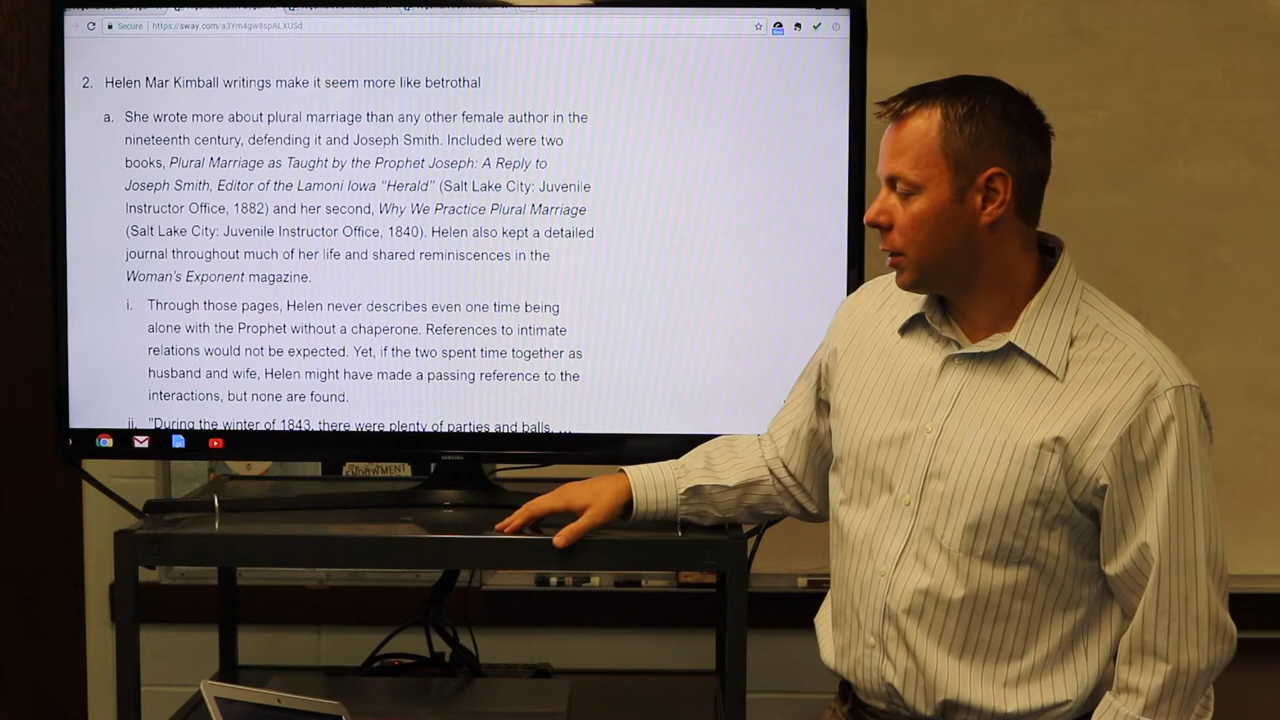 Secure | https://sway.com/a3Ym4gw8spALXUSd
2. Helen Mar Kimball writings make it seem more like betrothal
a. She wrote more about plural marriage than any other female author in the
nineteenth century, defending it and Joseph Smith. Included were two
books, Plural Marriage as Taught by the Prophet Joseph: A Reply to
Joseph Smith, Editor of the Lamoni Iowa “Herald” (Salt Lake City: Juvenile
Instructor Office, 1882) and her second, Why We Practice Plural Marriage
(Salt Lake City: Juvenile Instructor Office, 1840). Helen also kept a detailed
journal throughout much of her life and shared reminiscences in the
Woman's Exponent magazine.
i. Through those pages, Helen never describes even one time being
alone with the Prophet without a chaperone. References to intimate
relations would not be expected. Yet, if the two spent time together as
husband and wife, Helen might have made a passing reference to the
interactions, but none are found.
ii. “During the winter of 1843, there were plenty of parties and balls. ...
SAMSUNG
ENDOWMENT